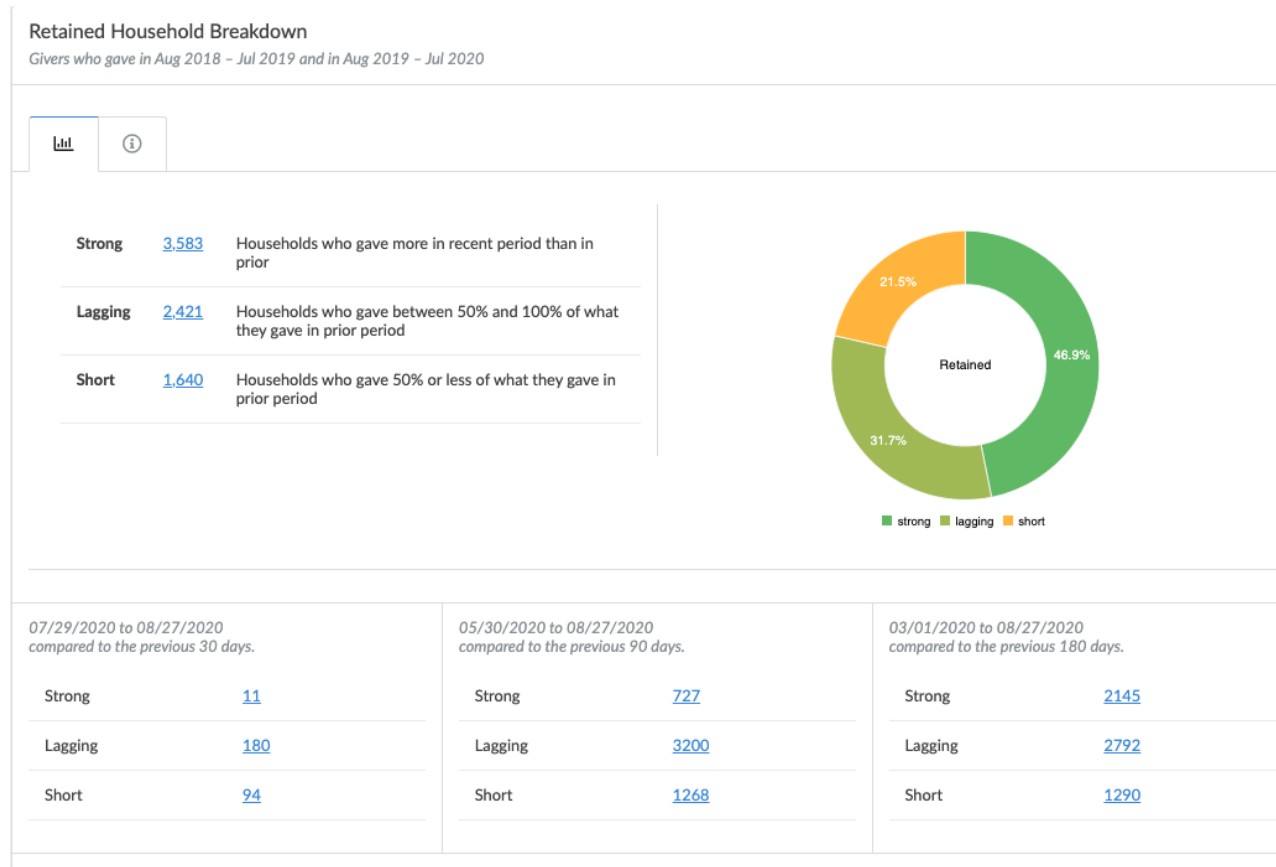 Retained Household Breakdown
Givers who gave in Aug 2018 – Jul 2019 and in Aug 2019 – Jul 2020
Strong 3,583 Households who gave more in recent period than in
prior
Lagging 2,421 Households who gave between 50% and 100% of what
they gave in prior period
Short 1,640 Households who gave 50% or less of what they gave in
prior period
21.5%
46.9%
Retained
31.7%
strong lagging short
07/29/2020 to 08/27/2020
compared to the previous 30 days.
Strong 11
Lagging 180
Short 94
05/30/2020 to 08/27/2020
compared to the previous 90 days.
Strong 727
Lagging 3200
Short 1268
03/01/2020 to 08/27/2020
compared to the previous 180 days.
Strong 2145
Lagging 2792
Short 1290